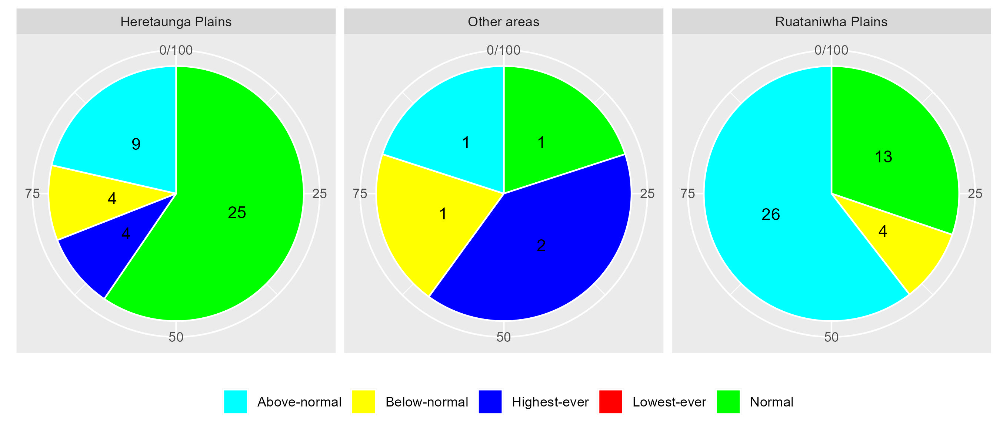 Heretaunga Plains
0/100
9
4
4
25
75
25
50
Other areas
0/100
1
1
1
2
75
25
50
Ruataniwha Plains
0/100
13
26
4
75
25
50
Above-normal
Below-normal
Highest-ever
Lowest-ever
Normal